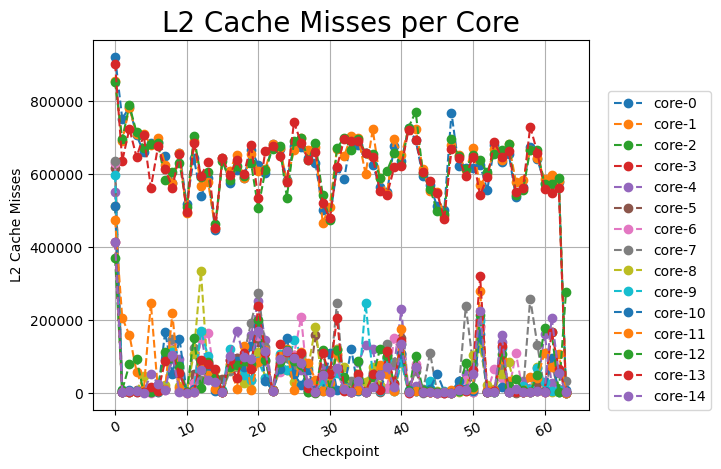 L2 Cache Misses per Core
L2 Cache Misses
800000
600000
400000
200000
0
0
10
20
30
40
50
60
Checkpoint
core-0
core-1
core-2
core-3
core-4
core-5
core-6
core-7
core-8
core-9
core-10
core-11
core-12
core-13
core-14